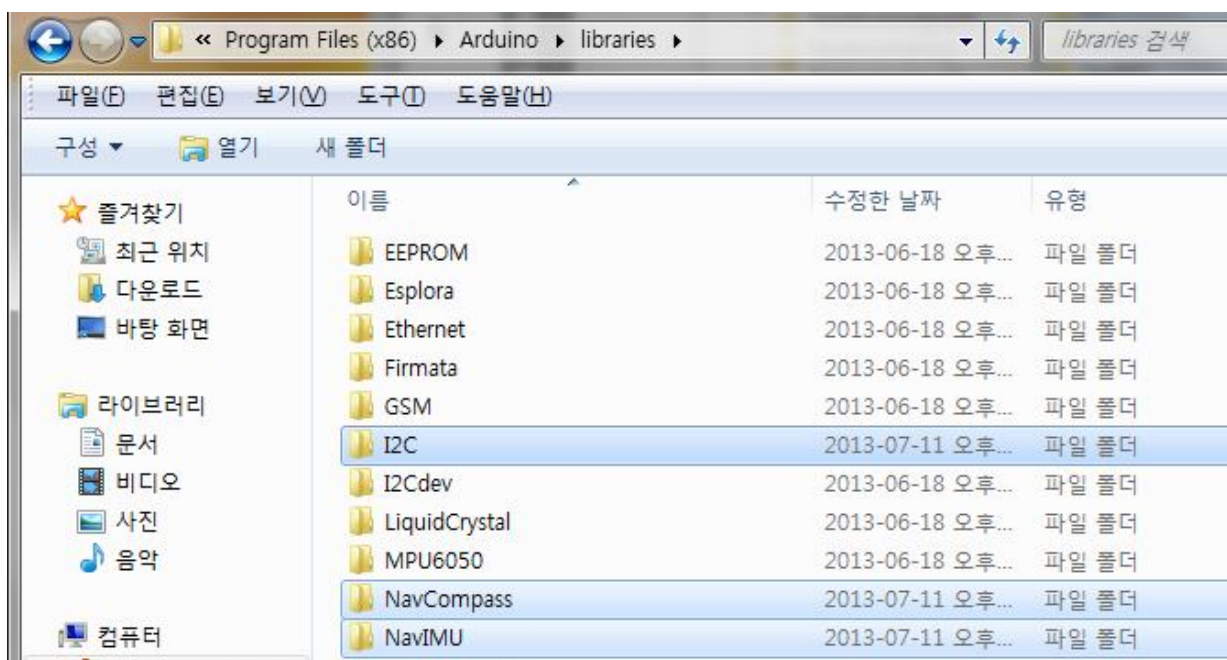 « Program Files (x86) ▸ Arduino ▸ libraries ▸ libraries 검색
파일(F) 편집(E) 보기(V) 도구(T) 도움말(H)
구성 ▼ 열기 새 폴더
이름 수정한 날짜 유형
즐겨찾기
최근 위치
다운로드
바탕 화면
라이브러리
문서
비디오
사진
음악
컴퓨터
EEPROM 2013-06-18 오후... 파일 폴더
Esplora 2013-06-18 오후... 파일 폴더
Ethernet 2013-06-18 오후... 파일 폴더
Firmata 2013-06-18 오후... 파일 폴더
GSM 2013-06-18 오후... 파일 폴더
I2C 2013-07-11 오후... 파일 폴더
I2Cdev 2013-06-18 오후... 파일 폴더
LiquidCrystal 2013-06-18 오후... 파일 폴더
MPU6050 2013-06-18 오후... 파일 폴더
NavCompass 2013-07-11 오후... 파일 폴더
NavIMU 2013-07-11 오후... 파일 폴더